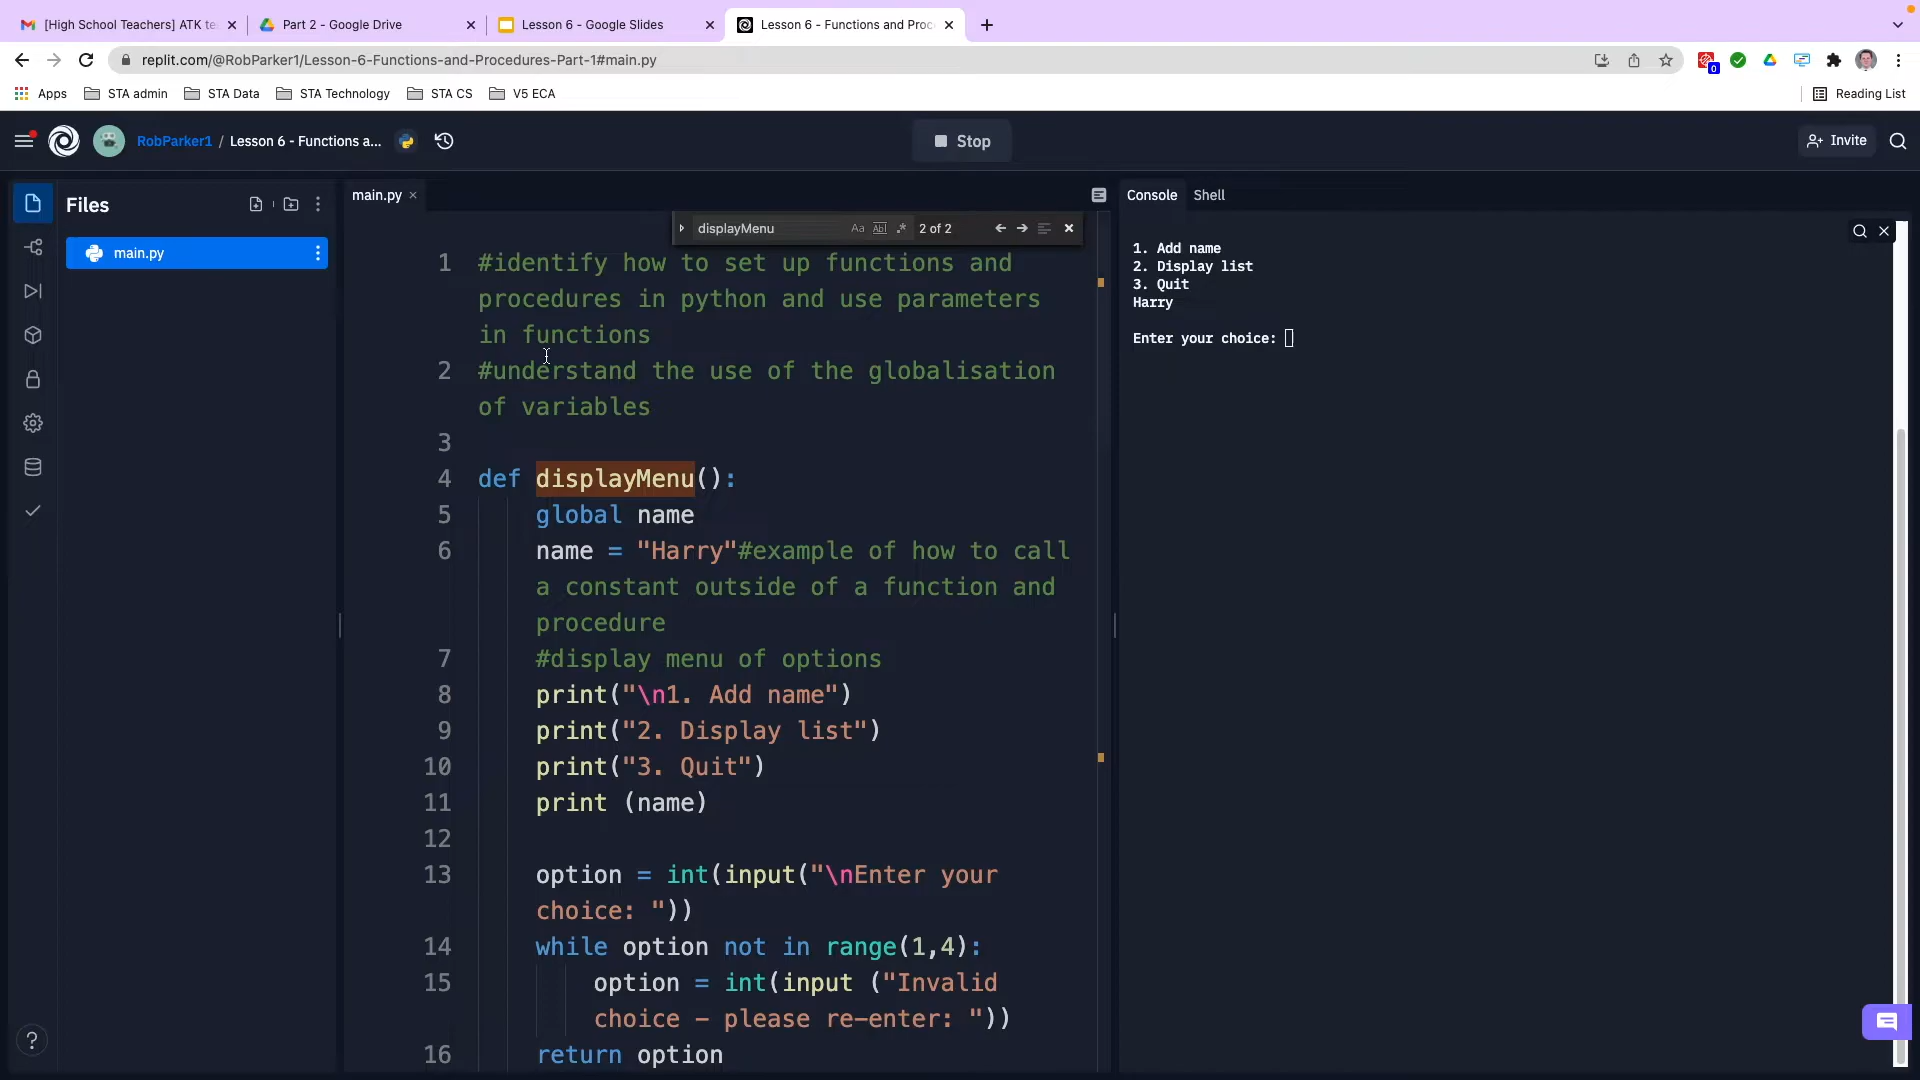 [High School Teachers] ATK te
Part 2 - Google Drive
Lesson 6 - Google Slides
Lesson 6 - Functions and Proc
replit.com/@RobParker1/Lesson-6-Functions-and-Procedures-Part-1#main.py
0
Apps
STA admin
STA Data
STA Technology
STA CS
V5 ECA
Reading List
RobParker1 / Lesson 6 - Functions a...
Stop
Invite
Files
main.py
main.py
displayMenu
Aa
Abl
.*
2 of 2
1 #identify how to set up functions and
procedures in python and use parameters
in functions
2 #understand the use of the globalisation
of variables
3
4 def displayMenu():
5 global name
6 name = "Harry"#example of how to call
a constant outside of a function and
procedure
7 #display menu of options
8 print("\n1. Add name")
9 print("2. Display list")
10 print("3. Quit")
11 print (name)
12
13 option = int(input("\nEnter your
choice: "))
14 while option not in range(1,4):
15 option = int(input ("Invalid
choice - please re-enter: "))
16 return option
Console
Shell
1. Add name
2. Display list
3. Quit
Harry
Enter your choice:
?